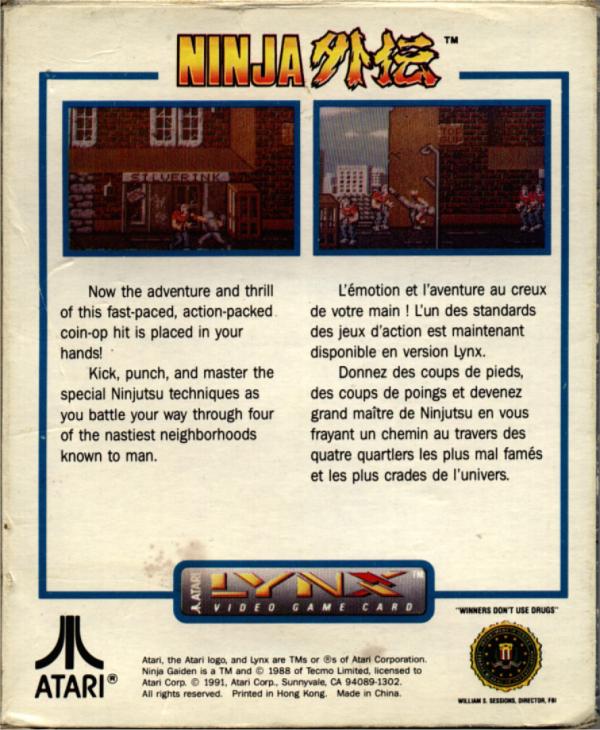 NINJA 外伝™
SILVERINK
Now the adventure and thrill
of this fast-paced, action-packed
coin-op hit is placed in your
hands!
Kick, punch, and master the
special Ninjutsu techniques as
you battle your way through four
of the nastiest neighborhoods
known to man.
L'émotion et l'aventure au creux
de votre main ! L'un des standards
des jeux d'action est maintenant
disponible en version Lynx.
Donnez des coups de pieds,
des coups de poings et devenez
grand maître de Ninjutsu en vous
frayant un chemin au travers des
quatre quartlers les plus mal famés
et les plus crades de l'univers.
ATARI
LYNX™
VIDEO GAME CARD
ATARI®
Atari, the Atari logo, and Lynx are TMs or ®s of Atari Corporation.
Ninja Gaiden is a TM and © 1988 of Tecmo Limited, licensed to
Atari Corp. © 1991, Atari Corp., Sunnyvale, CA 94089-1302.
All rights reserved. Printed in Hong Kong. Made in China.
"WINNERS DON'T USE DRUGS"
WILLIAM S. SESSIONS, DIRECTOR, FBI